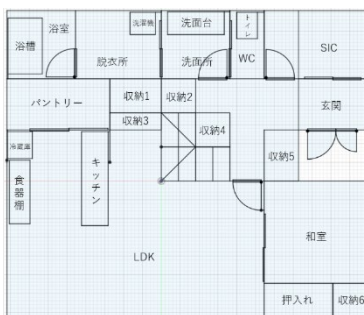 浴室
浴槽
洗濯機
脱衣所
洗面台
洗面所
トイレ
WC
SIC
パントリー
収納1
収納2
収納3
収納4
玄関
冷蔵庫
食器棚
キッチン
収納5
LDK
和室
押入れ
収納6